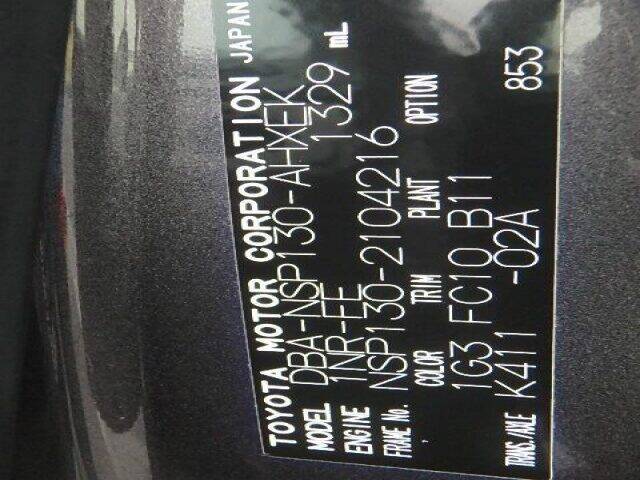 TOYOTA MOTOR CORPORATION JAPAN
MODEL DBA-NSP130-AHXEK
ENGINE 1NR-FE 1329 mL
FRAME No. NSP130-2104216
COLOR TRIM PLANT OPTION
1G3 FC10 B11 853
TRANS./AXLE K411 -02A